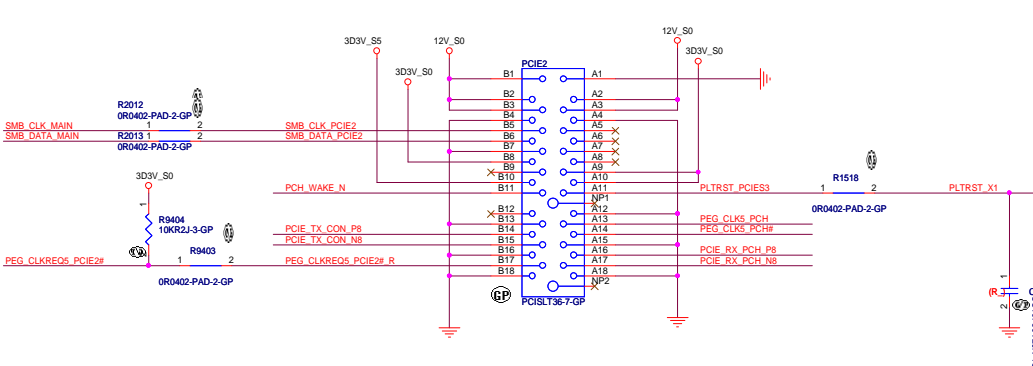 12V_S0
3D3V_S5
12V_S0
3D3V_S0
PCIE2
3D3V_S0
B1
A1
R2012
0R0402-PAD-2-GP
B2
A2
B3
A3
B4
A4
SMB_CLK_MAIN
1
2
SMB_CLK_PCIE2
B5
A5
SMB_DATA_MAIN
R2013
1
2
SMB_DATA_PCIE2
B6
A6
0R0402-PAD-2-GP
B7
A7
B8
A8
B9
A9
3D3V_S0
B10
A10
R1518
PCH_WAKE_N
B11
A11
PLTRST_PCIES3
1
2
PLTRST_X1
NP1
0R0402-PAD-2-GP
1
B12
A12
R9404
10KR2J-3-GP
B13
A13
PEG_CLK5_PCH
PCIE_TX_CON_P8
B14
A14
PEG_CLK5_PCH#
PCIE_TX_CON_N8
B15
A15
R9403
B16
A16
PCIE_RX_PCH_P8
PEG_CLKREQ5_PCIE2#
1
2
PEG_CLKREQ5_PCIE2#_R
B17
A17
PCIE_RX_PCH_N8
B18
A18
0R0402-PAD-2-GP
NP2
1
GP
(R_
2
PCISLT36-7-GP